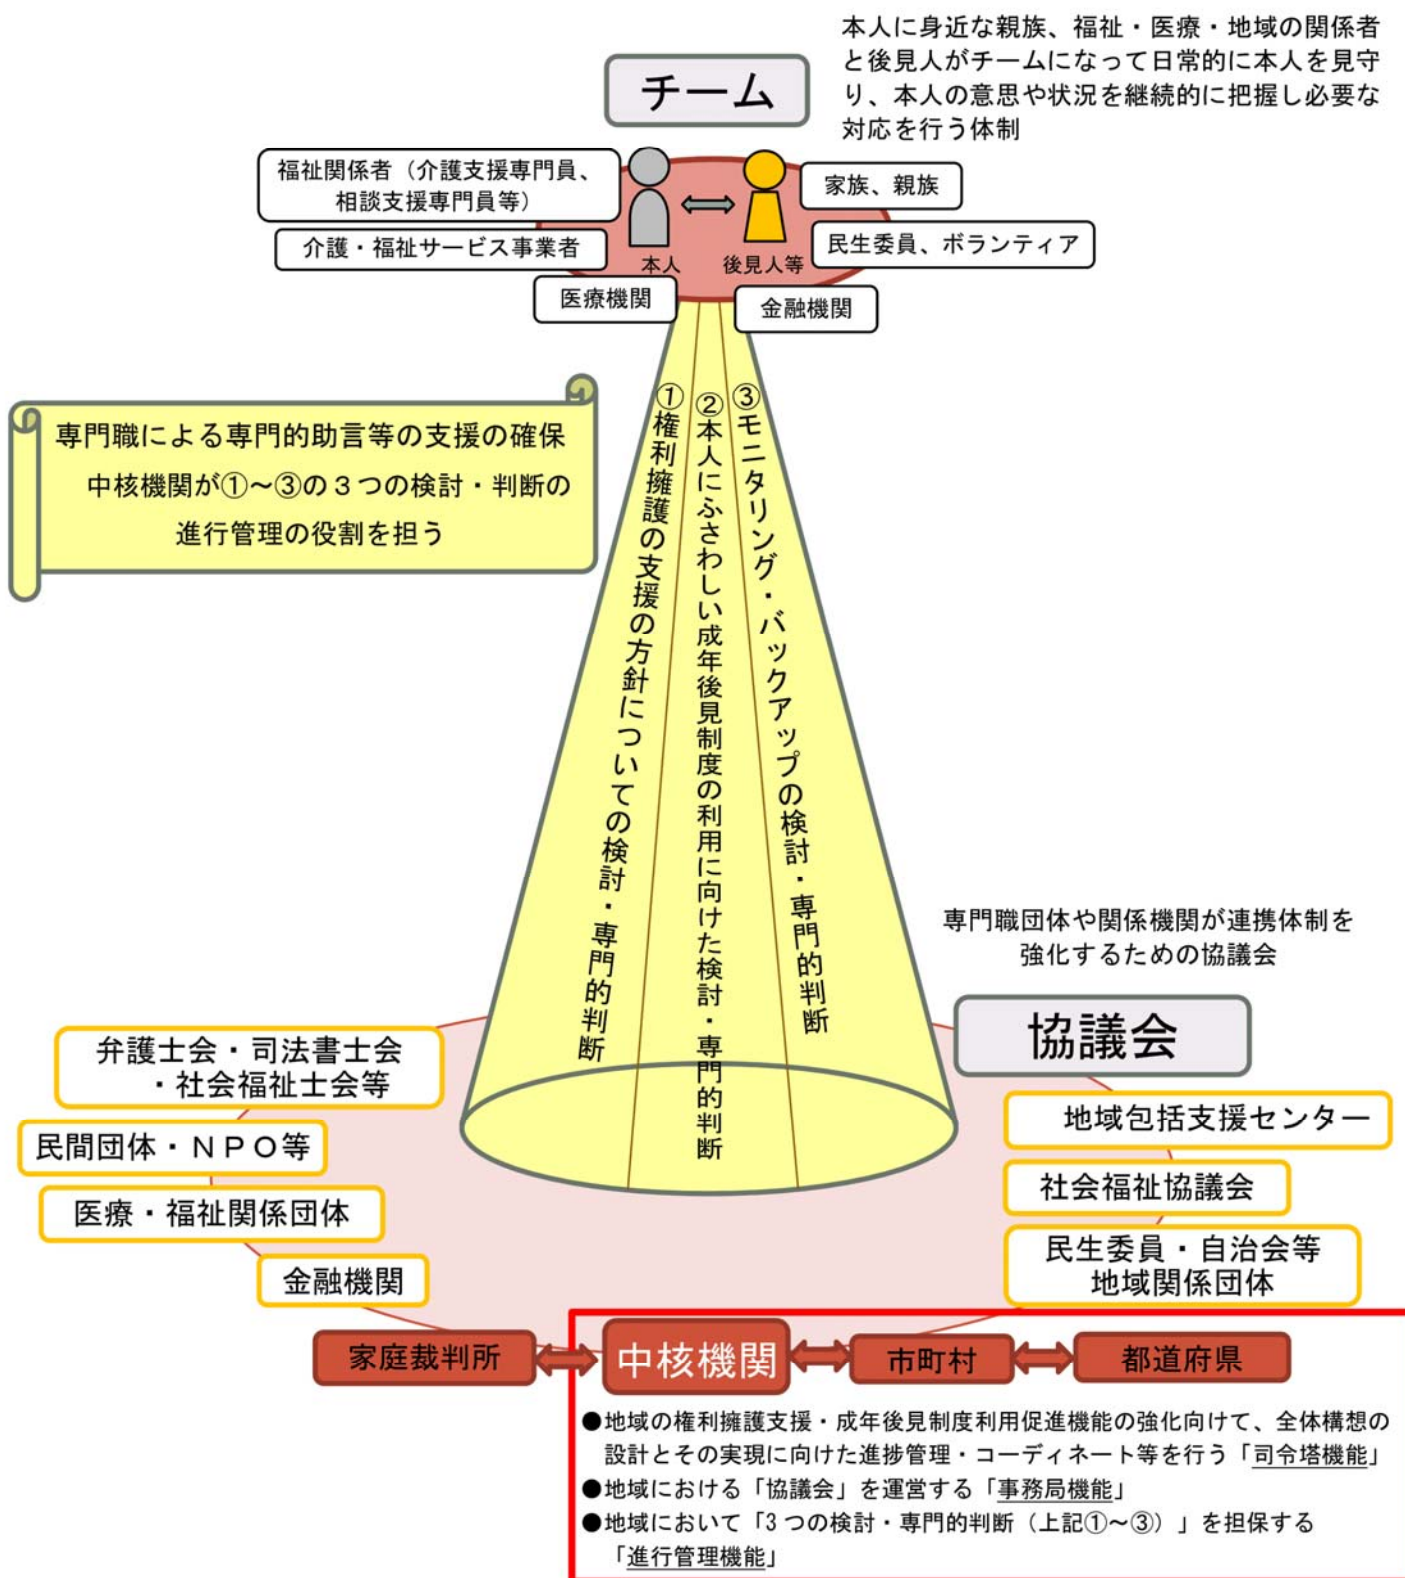 本人に身近な親族、福祉・医療・地域の関係者
と後見人がチームになって日常的に本人を見守
り、本人の意思や状況を継続的に把握し必要な
対応を行う体制
チーム
福祉関係者（介護支援専門員、
相談支援専門員等）
家族、親族
介護・福祉サービス事業者
民生委員、ボランティア
本人
後見人等
医療機関
金融機関
専門職による専門的助言等の支援の確保
中核機関が①～③の３つの検討・判断の
進行管理の役割を担う
①権利擁護の支援の方針についての検討・専門的判断
②本人にふさわしい成年後見制度の利用に向けた検討・専門的判断
③モニタリング・バックアップの検討・専門的判断
専門職団体や関係機関が連携体制を
強化するための協議会
協議会
弁護士会・司法書士会
・社会福祉士会等
民間団体・ＮＰＯ等
医療・福祉関係団体
金融機関
地域包括支援センター
社会福祉協議会
民生委員・自治会等
地域関係団体
家庭裁判所
中核機関
市町村
都道府県
●地域の権利擁護支援・成年後見制度利用促進機能の強化向けて、全体構想の
設計とその実現に向けた進捗管理・コーディネート等を行う「司令塔機能」
●地域における「協議会」を運営する「事務局機能」
●地域において「3つの検討・専門的判断（上記①～③）」を担保する
「進行管理機能」